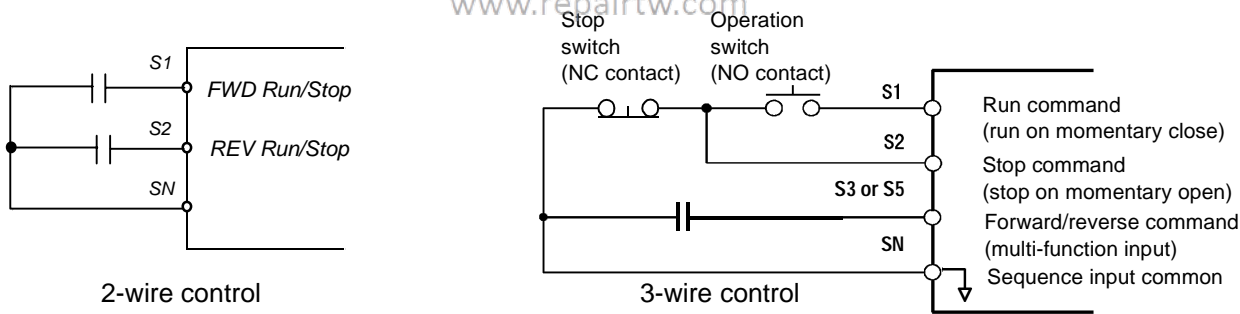 www.repairtw.com
S1
FWD Run/Stop
S2
REV Run/Stop
SN
2-wire control
Stop
switch
(NC contact)
Operation
switch
(NO contact)
S1
Run command
(run on momentary close)
S2
Stop command
(stop on momentary open)
S3 or S5
Forward/reverse command
(multi-function input)
SN
Sequence input common
3-wire control